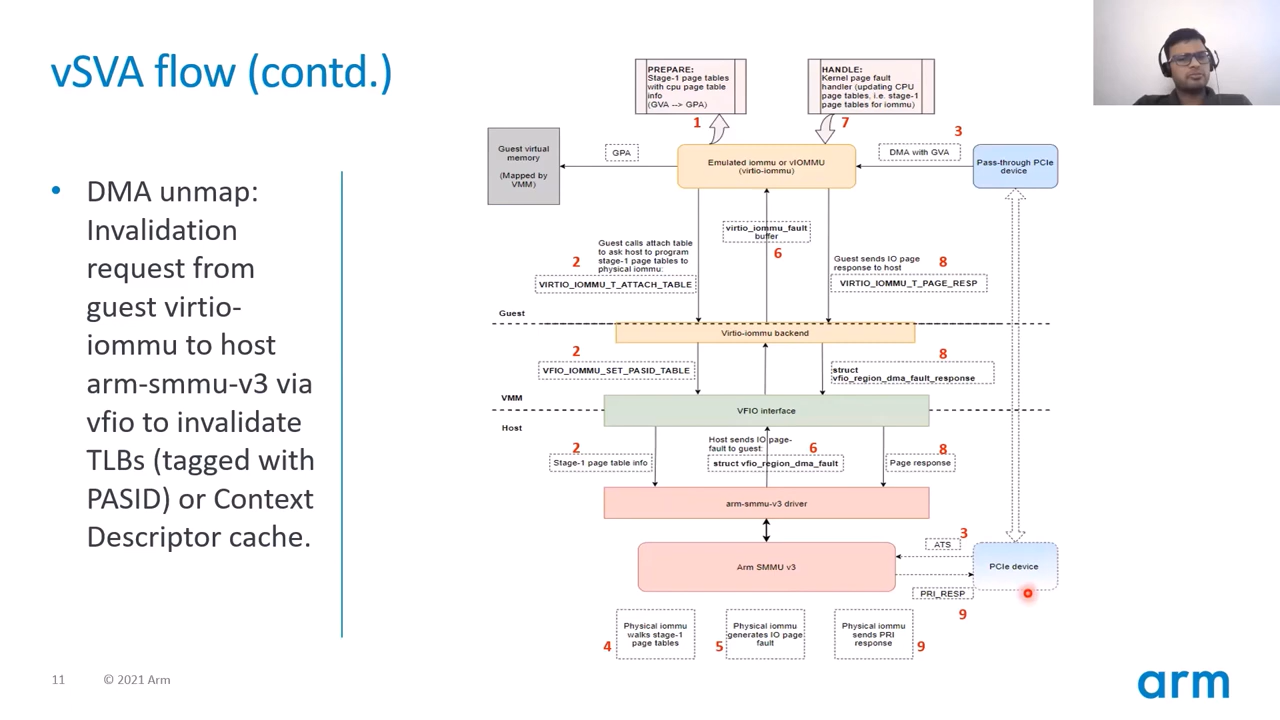 vSVA flow (contd.)
• DMA unmap:
Invalidation
request from
guest virtio-
iommu to host
arm-smmu-v3 via
vfio to invalidate
TLBs (tagged with
PASID) or Context
Descriptor cache.
PREPARE:
Stage-1 page tables
with cpu page table
info
(GVA --> GPA)
HANDLE:
Kernel page fault
handler (updating CPU
page tables, i.e. stage-1
page tables for iommu)
1
7
3
Guest virtual
memory
(Mapped by
VMM)
GPA
Emulated iommu or vIOMMU
(virtio-iommu)
DMA with GVA
Pass-through PCIe
device
virtio_iommu_fault
buffer
6
Guest calls attach table
to ask host to program
stage-1 page tables to
physical iommu:
2
VIRTIO_IOMMU_T_ATTACH_TABLE
Guest sends IO page
response to host
8
VIRTIO_IOMMU_T_PAGE_RESP
Guest
Virtio-iommu backend
2
VFIO_IOMMU_SET_PASID_TABLE
8
struct
vfio_region_dma_fault_response
VMM
VFIO interface
Host
2
Stage-1 page table info
Host sends IO page-
fault to guest:
6
struct vfio_region_dma_fault
8
Page response
arm-smmu-v3 driver
3
ATS
Arm SMMU v3
PCIe device
PRI_RESP
9
Physical iommu
walks stage-1
page tables
4
Physical iommu
generates IO page
fault
5
Physical iommu
sends PRI
response
9
11 © 2021 Arm
arm